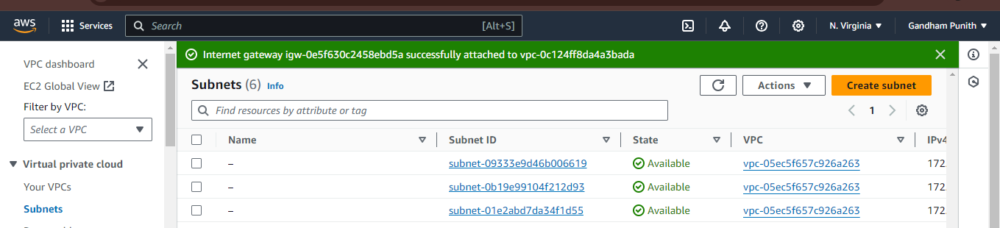 aws Services Search [Alt+S] N. Virginia Gandham Punith
VPC dashboard
EC2 Global View
Filter by VPC:
Select a VPC
Virtual private cloud
Your VPCs
Subnets
Internet gateway igw-0e5f630c2458ebd5a successfully attached to vpc-0c124ff8da4a3bada
Subnets (6) Info Actions Create subnet
Find resources by attribute or tag 1
Name Subnet ID State VPC IPv4
– subnet-09333e9d46b006619 Available vpc-05ec5f657c926a263 172.
– subnet-0b19e99104f212d93 Available vpc-05ec5f657c926a263 172.
– subnet-01e2abd7da34f1d55 Available vpc-05ec5f657c926a263 172.